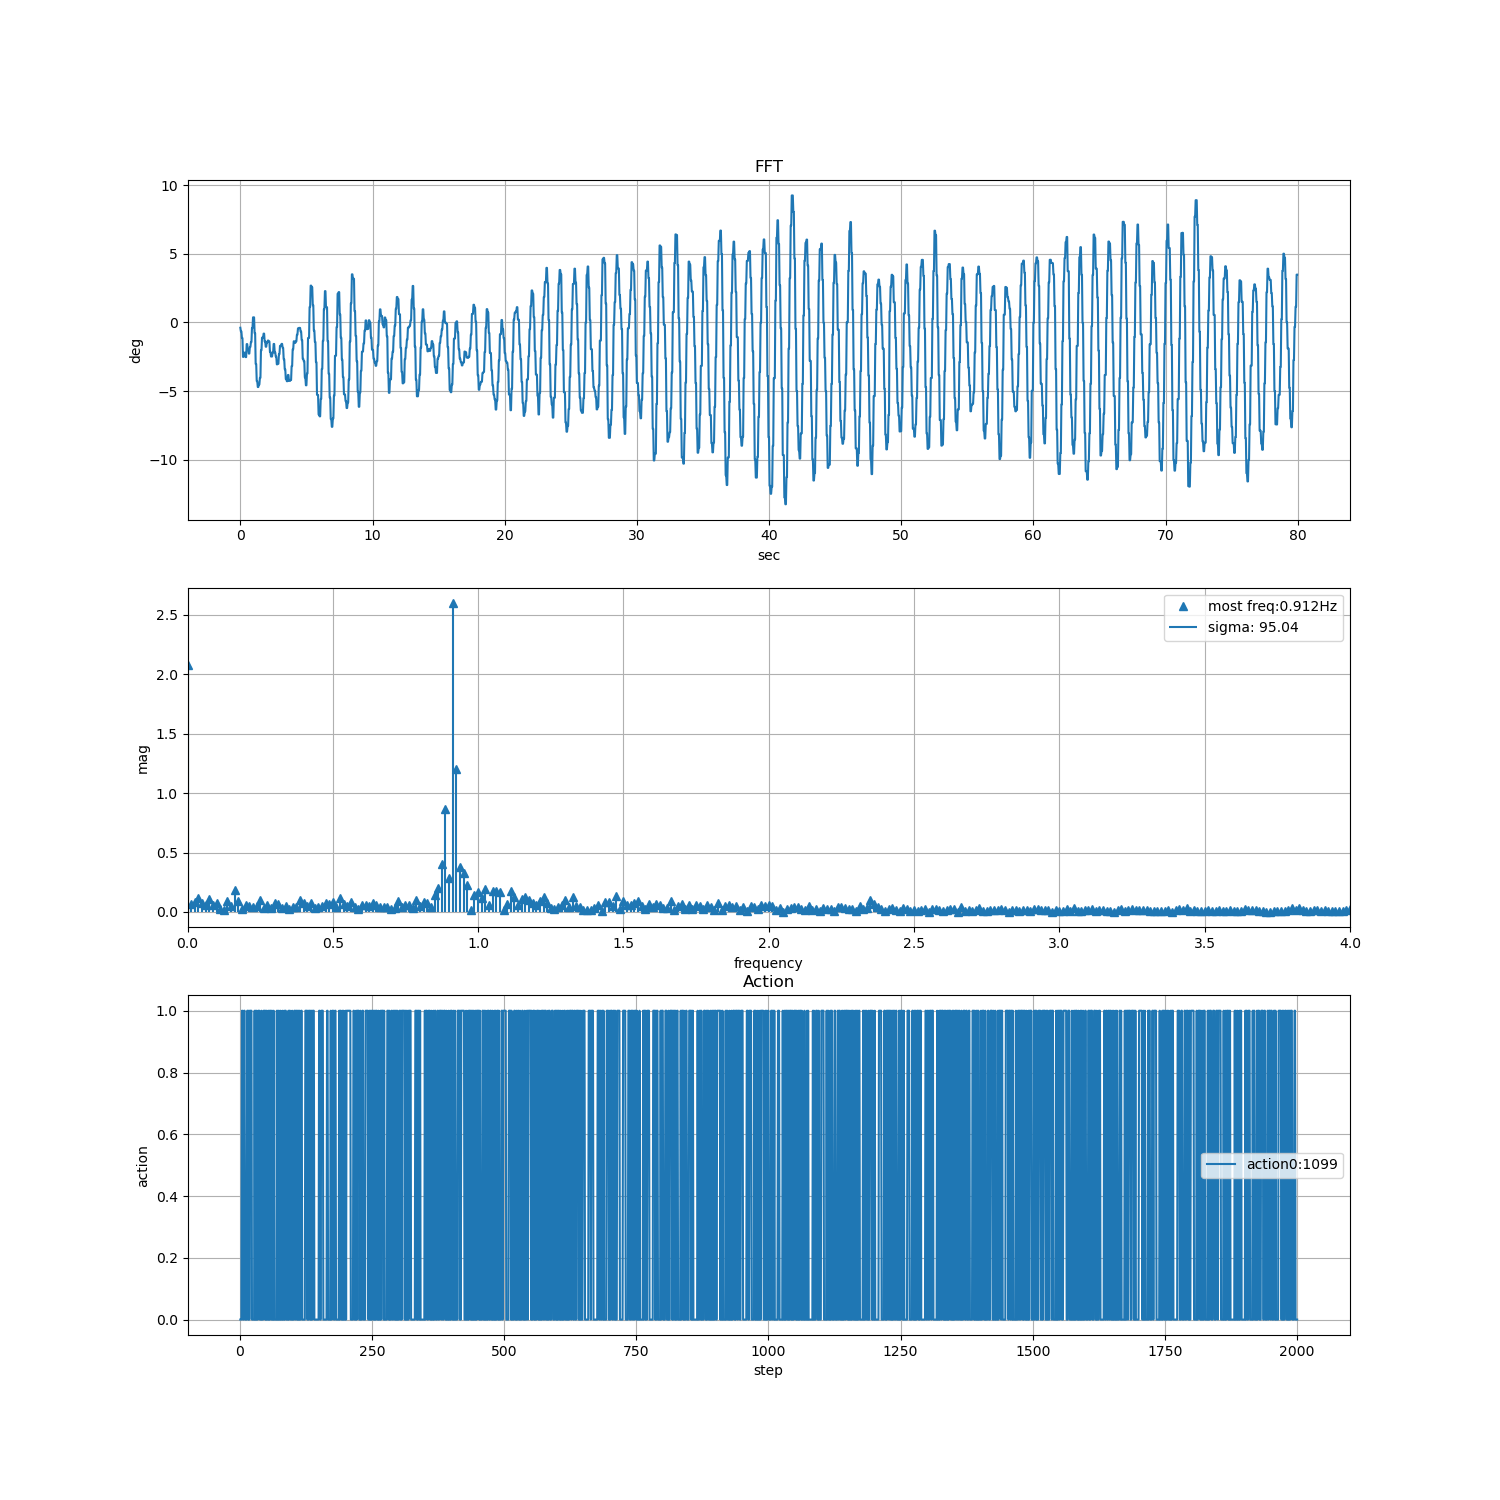 FFT
10
5
0
−5
−10
deg
0 10 20 30 40 50 60 70 80
sec
2.5
2.0
1.5
1.0
0.5
0.0
mag
most freq:0.912Hz
sigma: 95.04
0.0 0.5 1.0 1.5 2.0 2.5 3.0 3.5 4.0
frequency
Action
1.0
0.8
0.6
0.4
0.2
0.0
action
action0:1099
0 250 500 750 1000 1250 1500 1750 2000
step